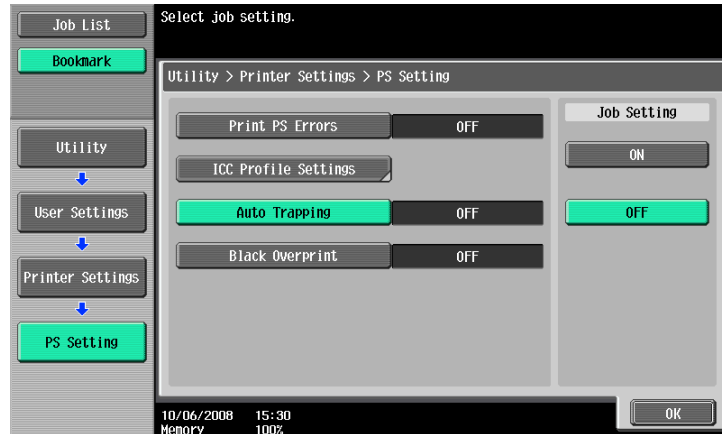 Job List
Bookmark
Utility
User Settings
Printer Settings
PS Setting
Select job setting.
Utility > Printer Settings > PS Setting
Print PS Errors OFF
ICC Profile Settings
Auto Trapping OFF
Black Overprint OFF
Job Setting
ON
OFF
10/06/2008 15:30
Memory 100%
OK